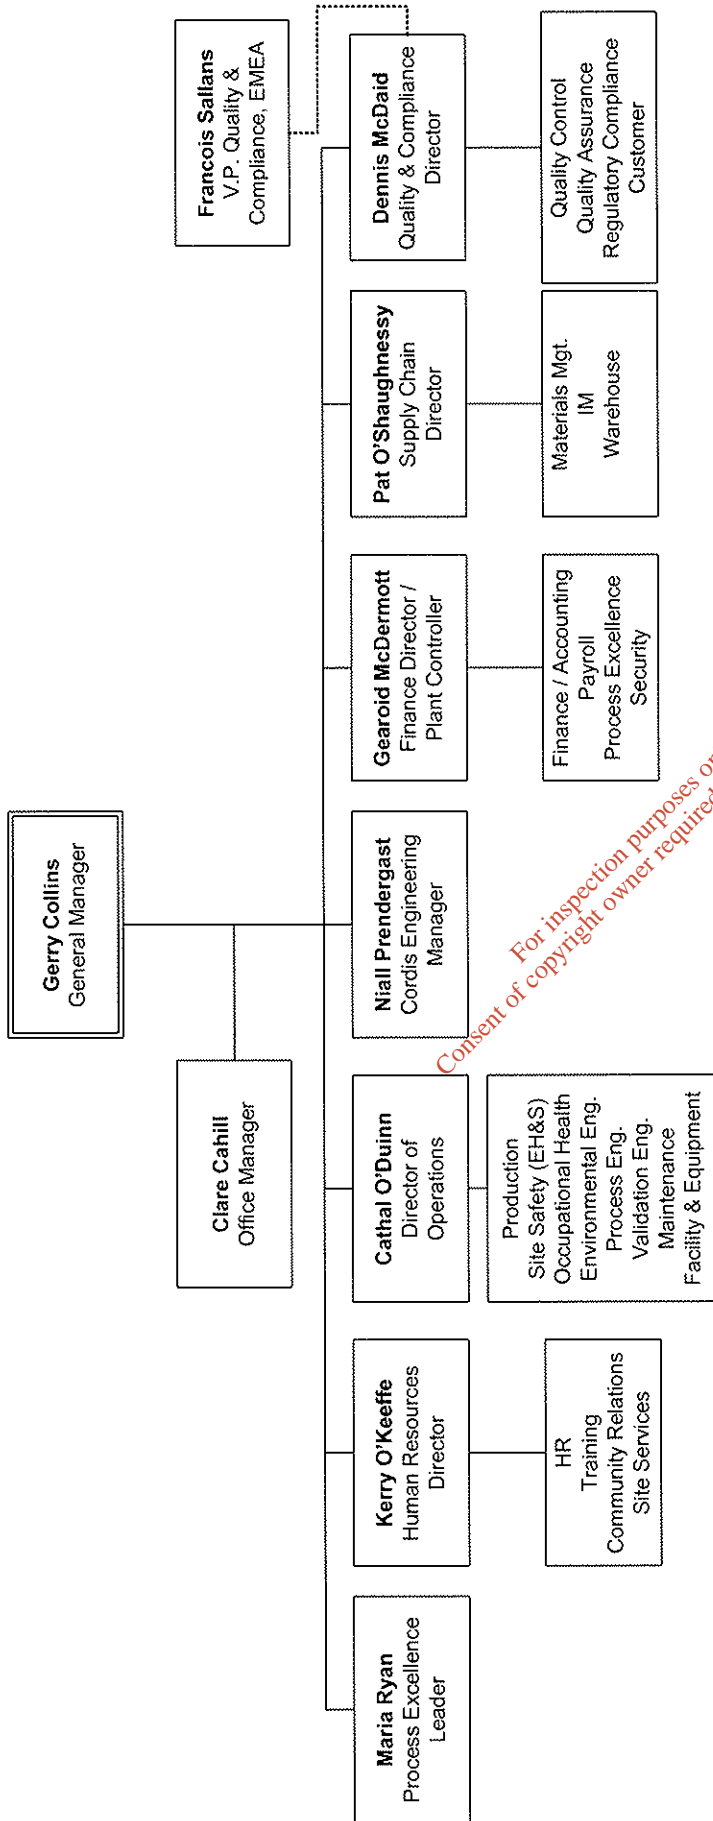 Gerry Collins
General Manager
Clare Cahill
Office Manager
Francois Sallans
V.P. Quality &
Compliance, EMEA
Maria Ryan
Process Excellence
Leader
Kerry O'Keeffe
Human Resources
Director
Cathal O'Duinn
Director of
Operations
Niall Prendergast
Cordis Engineering
Manager
Gearoid McDermott
Finance Director /
Plant Controller
Pat O'Shaughnessy
Supply Chain
Director
Dennis McDaid
Quality & Compliance
Director
HR
Training
Community Relations
Site Services
Production
Site Safety (EH&S)
Occupational Health
Environmental Eng.
Process Eng.
Validation Eng.
Maintenance
Facility & Equipment
Finance / Accounting
Payroll
Process Excellence
Security
Materials Mgt.
IM
Warehouse
Quality Control
Quality Assurance
Regulatory Compliance
Customer
For inspection purposes
Consent of copyright owner required